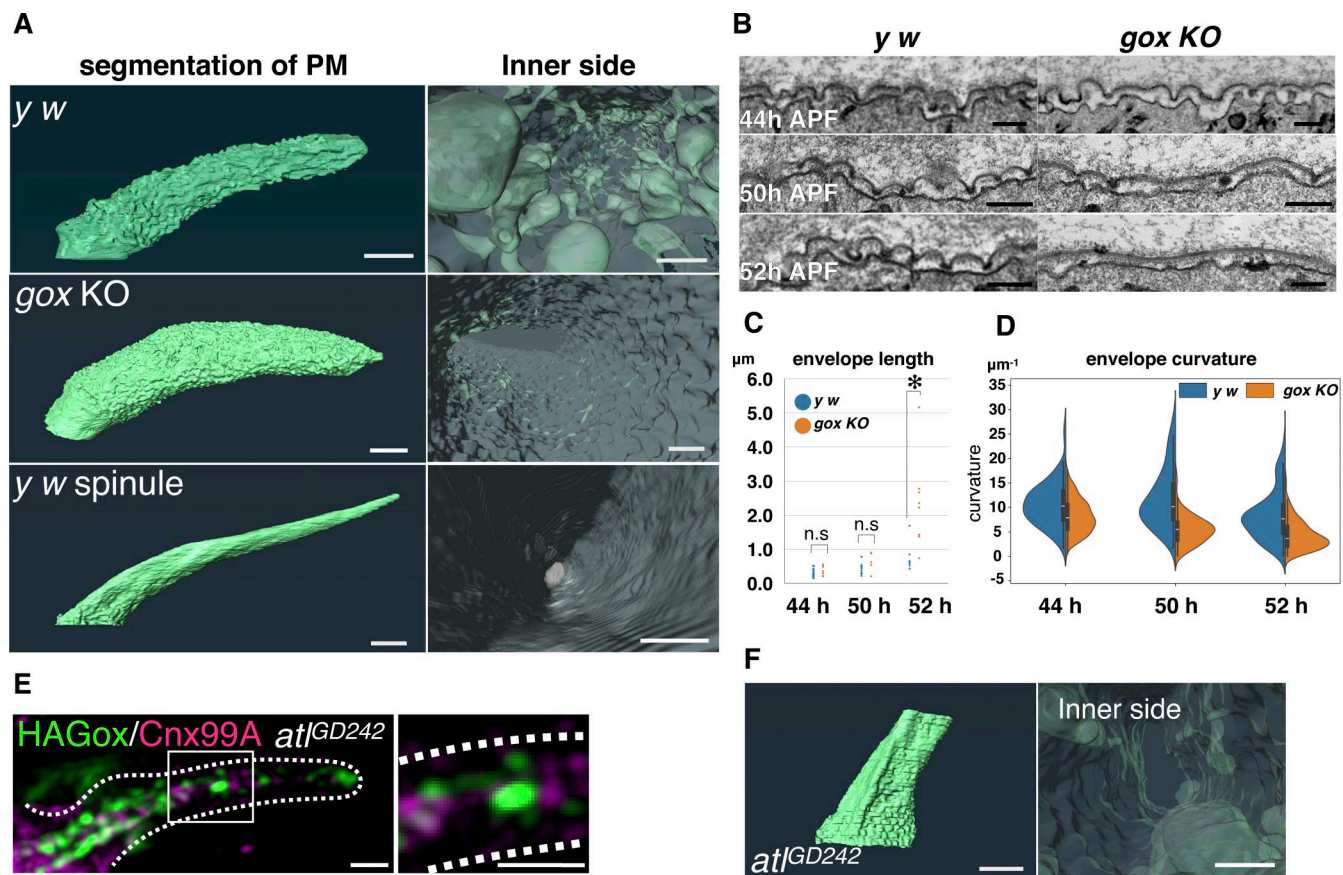 A
segmentation of PM
Inner side
y w
gox KO
y w spinule
B
y w
gox KO
44h APF
50h APF
52h APF
C
µm
envelope length
6.0
5.0
4.0
3.0
2.0
1.0
0.0
*
y w
gox KO
n.s
n.s
44 h
50 h
52 h
D
µm-1
envelope curvature
y w
gox KO
curvature
35
30
25
20
15
10
5
0
-5
44 h
50 h
52 h
E
HAGox/Cnx99A atlGD242
F
Inner side
atlGD242